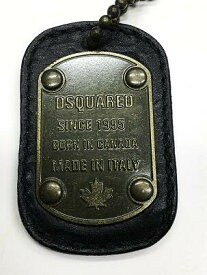 DSQUARED
SINCE 1995
BORN IN CANADA
MADE IN ITALY